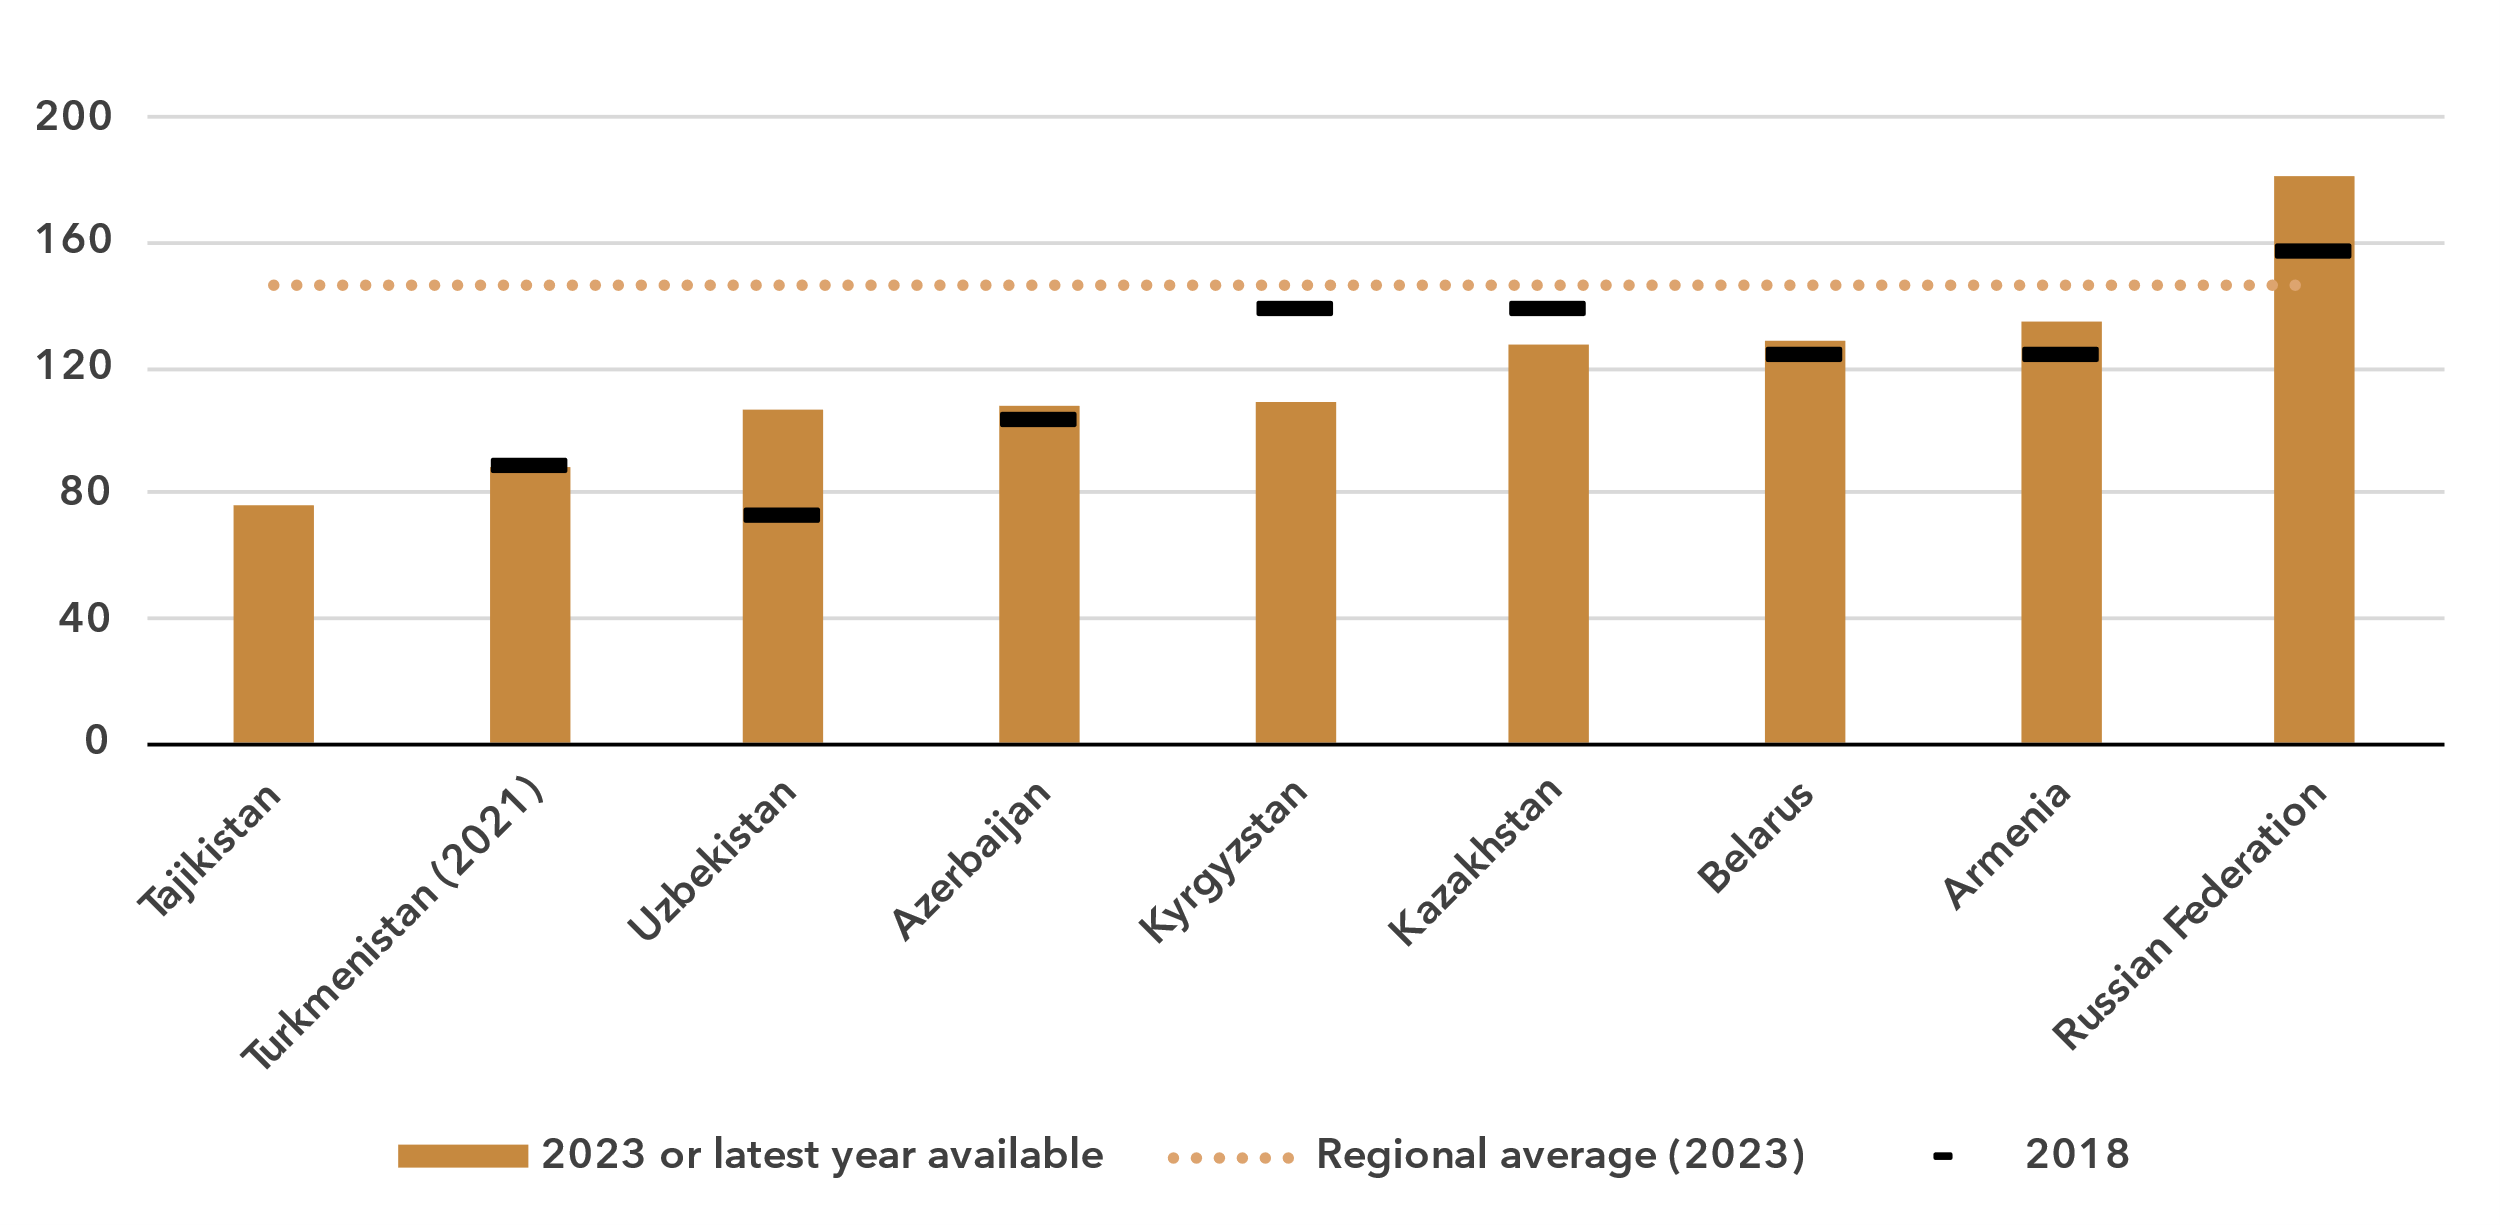 200
160
120
80
40
0
Tajikistan
Turkmenistan (2021)
Uzbekistan
Azerbaijan
Kyrgyzstan
Kazakhstan
Belarus
Armenia
Russian Federation
2023 or latest year available
Regional average (2023)
2018